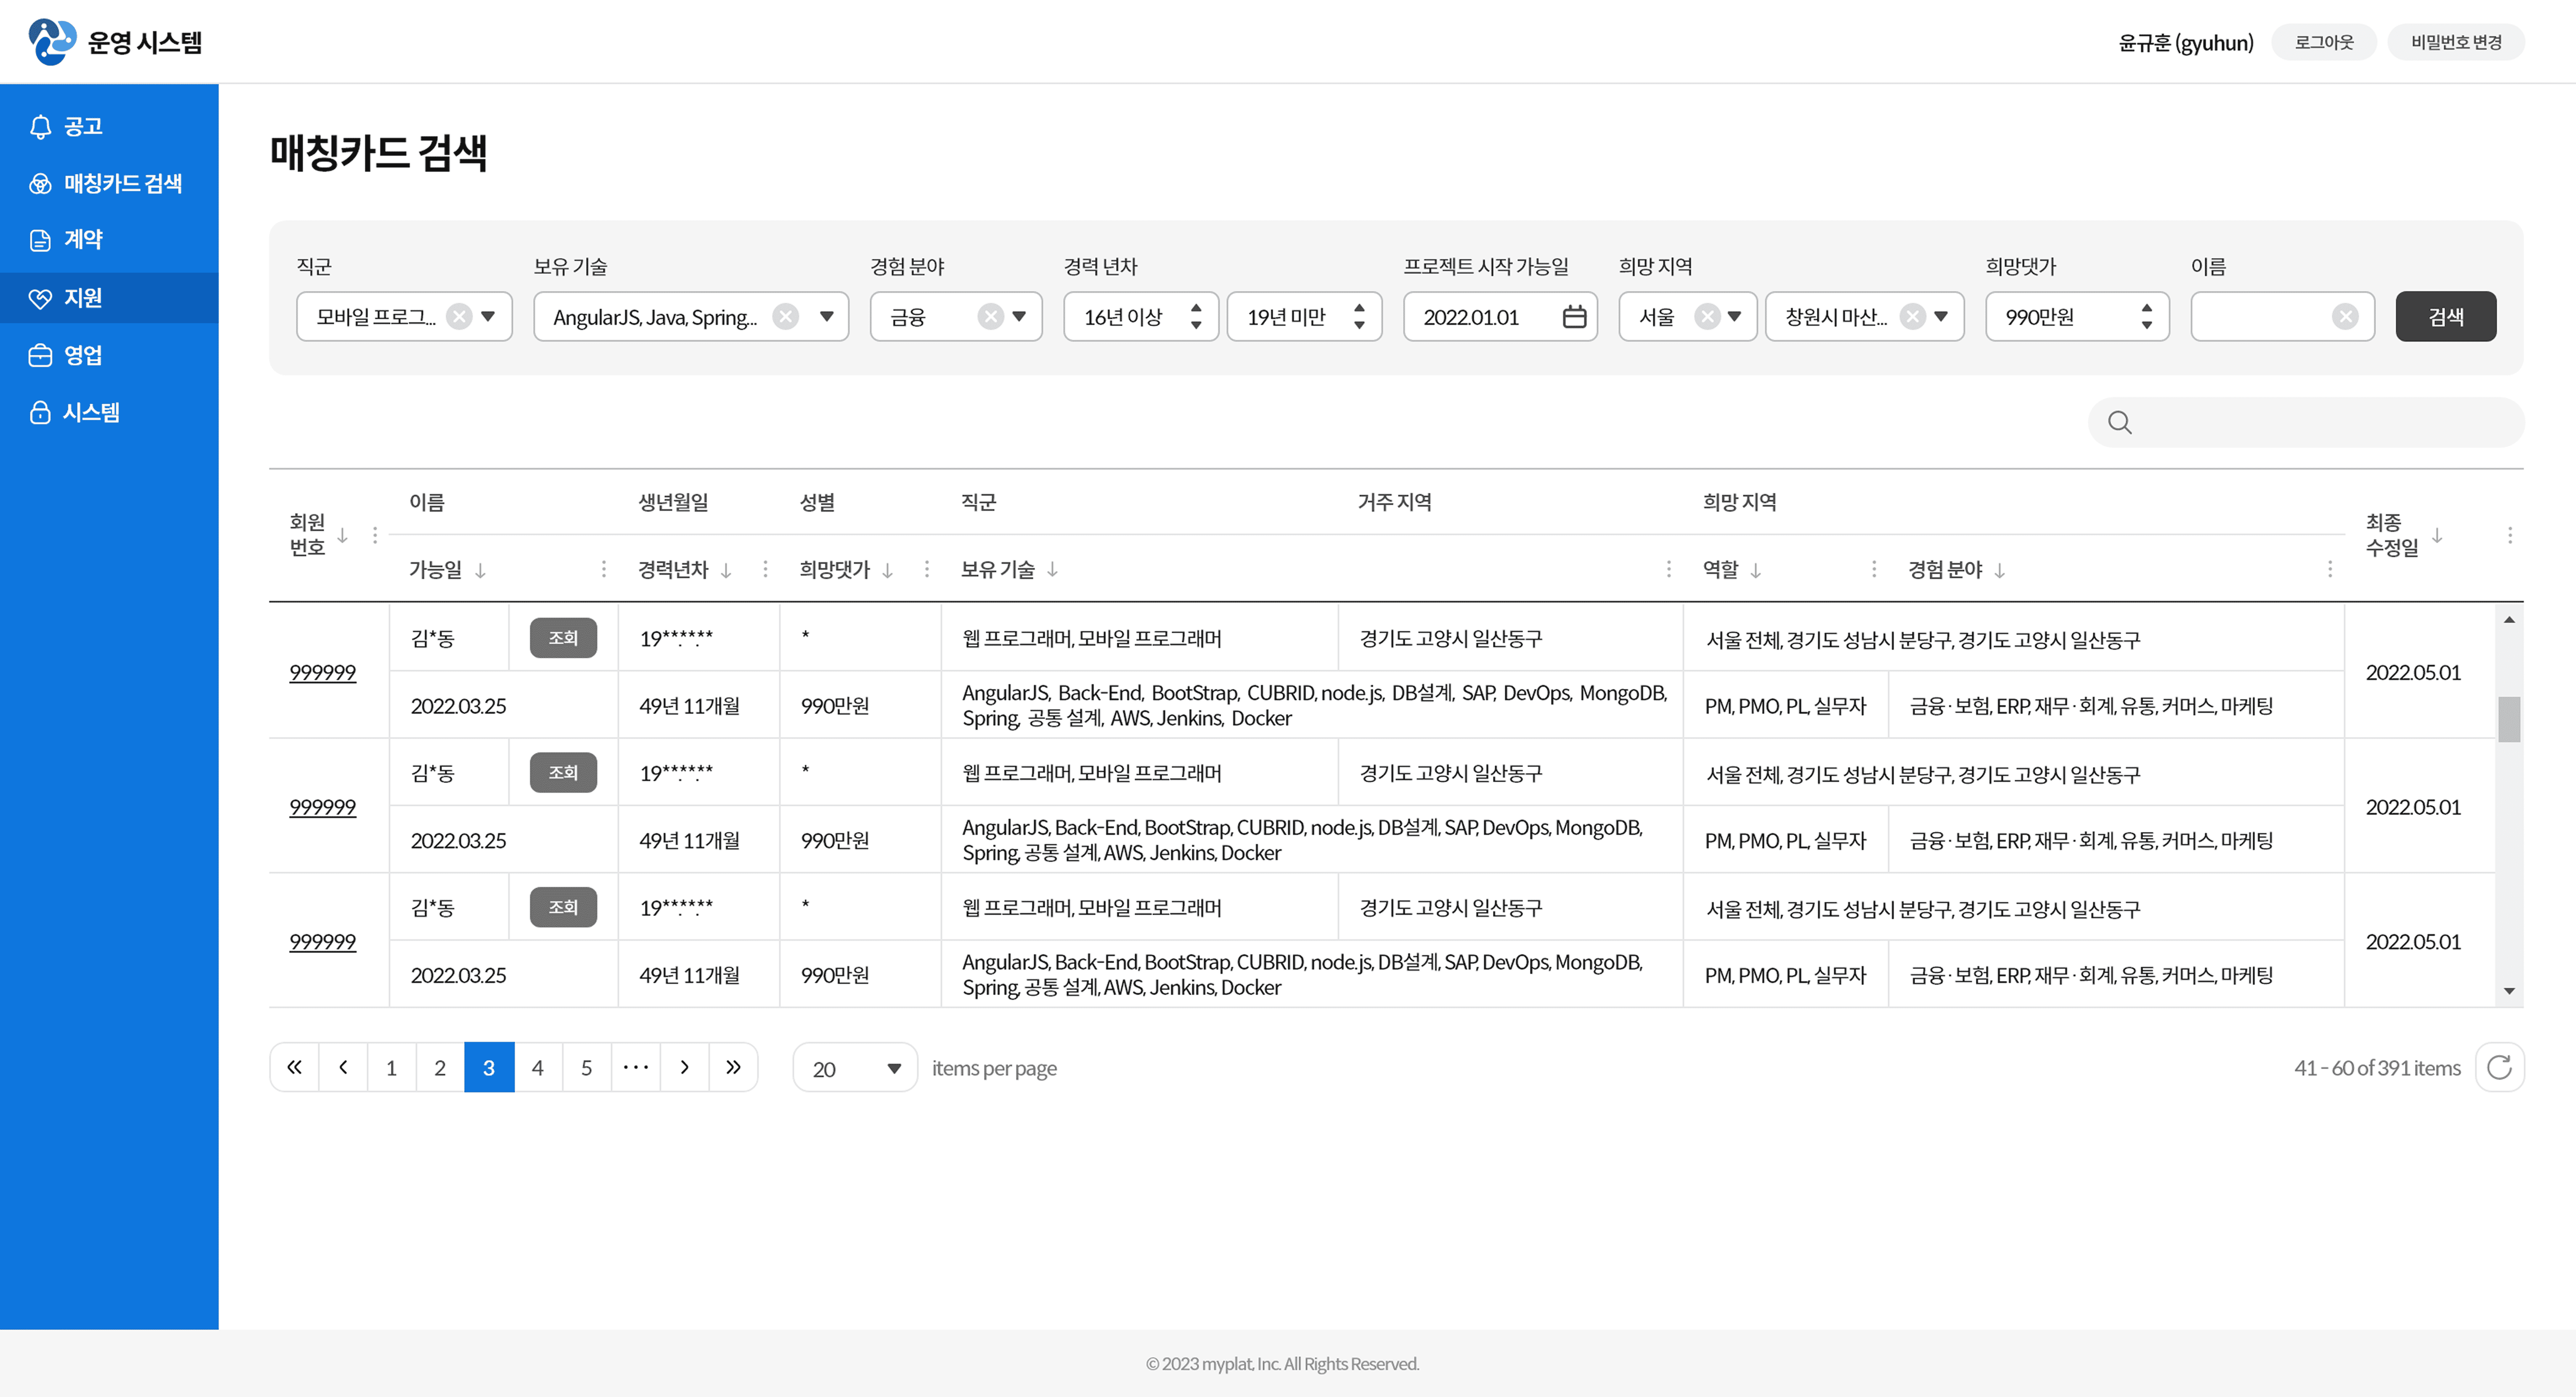 운영 시스템
윤규훈 (gyuhun)
로그아웃
비밀번호 변경
공고
매칭카드 검색
계약
지원
영업
시스템
매칭카드 검색
직군
보유 기술
경험 분야
경력 년차
프로젝트 시작 가능일
희망 지역
희망댓가
이름
모바일 프로그...
AngularJS, Java, Spring...
금융
16년 이상
19년 미만
2022.01.01
서울
창원시 마산...
990만원
검색
회원
번호
이름
생년월일
성별
직군
거주 지역
희망 지역
최종
수정일
가능일
경력년차
희망댓가
보유 기술
역할
경험 분야
999999
김*동
조회
19**.**.**
*
웹 프로그래머, 모바일 프로그래머
경기도 고양시 일산동구
서울 전체, 경기도 성남시 분당구, 경기도 고양시 일산동구
2022.05.01
2022.03.25
49년 11개월
990만원
AngularJS, Back-End, BootStrap, CUBRID, node.js, DB설계, SAP, DevOps, MongoDB,
Spring, 공통 설계, AWS, Jenkins, Docker
PM, PMO, PL, 실무자
금융·보험, ERP, 재무·회계, 유통, 커머스, 마케팅
999999
김*동
조회
19**.**.**
*
웹 프로그래머, 모바일 프로그래머
경기도 고양시 일산동구
서울 전체, 경기도 성남시 분당구, 경기도 고양시 일산동구
2022.05.01
2022.03.25
49년 11개월
990만원
AngularJS, Back-End, BootStrap, CUBRID, node.js, DB설계, SAP, DevOps, MongoDB,
Spring, 공통 설계, AWS, Jenkins, Docker
PM, PMO, PL, 실무자
금융·보험, ERP, 재무·회계, 유통, 커머스, 마케팅
999999
김*동
조회
19**.**.**
*
웹 프로그래머, 모바일 프로그래머
경기도 고양시 일산동구
서울 전체, 경기도 성남시 분당구, 경기도 고양시 일산동구
2022.05.01
2022.03.25
49년 11개월
990만원
AngularJS, Back-End, BootStrap, CUBRID, node.js, DB설계, SAP, DevOps, MongoDB,
Spring, 공통 설계, AWS, Jenkins, Docker
PM, PMO, PL, 실무자
금융·보험, ERP, 재무·회계, 유통, 커머스, 마케팅
1 2 3 4 5 ···
20
items per page
41 - 60 of 391 items
© 2023 myplat, Inc. All Rights Reserved.